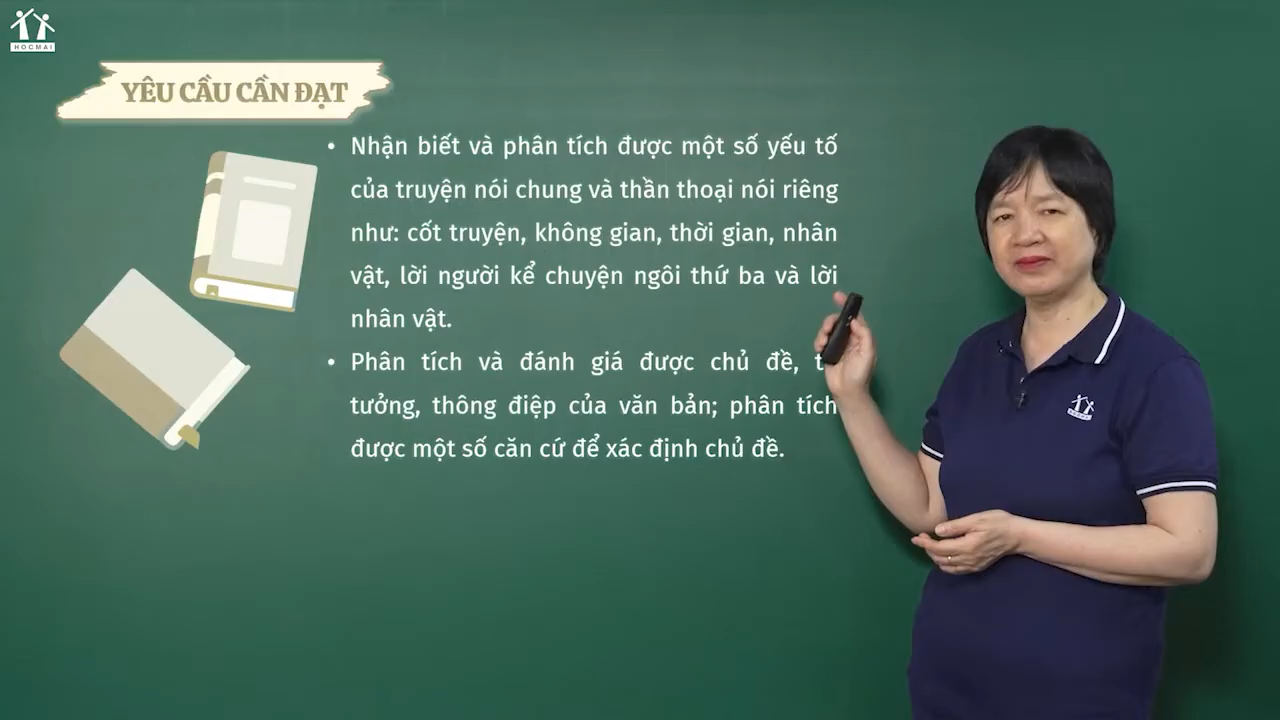 HOCMAI
YÊU CẦU CẦN ĐẠT
• Nhận biết và phân tích được một số yếu tố
của truyện nói chung và thần thoại nói riêng
như: cốt truyện, không gian, thời gian, nhân
vật, lời người kể chuyện ngôi thứ ba và lời
nhân vật.
• Phân tích và đánh giá được chủ đề,
tưởng, thông điệp của văn bản; phân tích
được một số căn cứ để xác định chủ đề.
HOCMAI